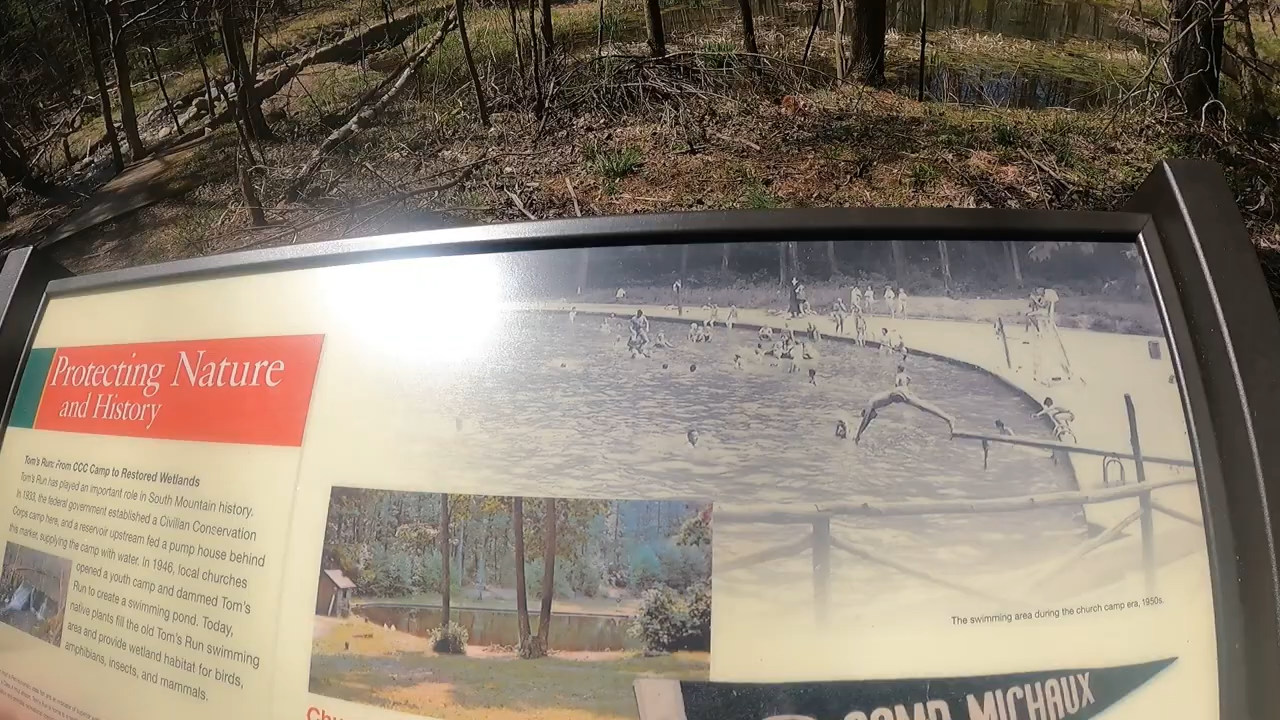 Protecting Nature
and History
Tom's Run: From CCC Camp to Restored Wetlands
Tom's Run has played an important role in South Mountain history.
In 1933, the federal government established a Civilian Conservation
Corps camp here, and a reservoir upstream fed a pump house behind
this marker, supplying the camp with water. In 1946, local churches
opened a youth camp and dammed Tom's
Run to create a swimming pond. Today,
native plants fill the old Tom's Run swimming
area and provide wetland habitat for birds,
amphibians, insects, and mammals.
The swimming area during the church camp era, 1950s.
CAMP MICHAUX